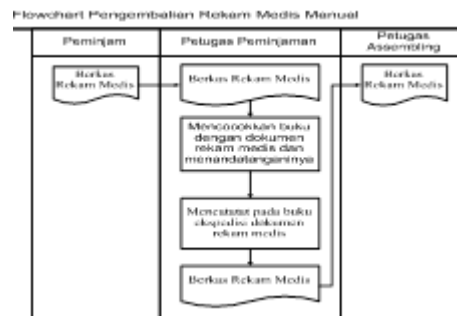 Flowchart Pengembalian Rekam Medis Manual
Peminjam
Petugas Peminjaman
Petugas
Assembling
Berkas
Rekam Medis
Berkas Rekam Medis
Berkas
Rekam Medis
Mencocokkan buku
dengan dokumen
rekam medis dan
menandatanganinya
Mencatatat pada buku
ekspedisi dokumen
rekam medis
Berkas Rekam Medis